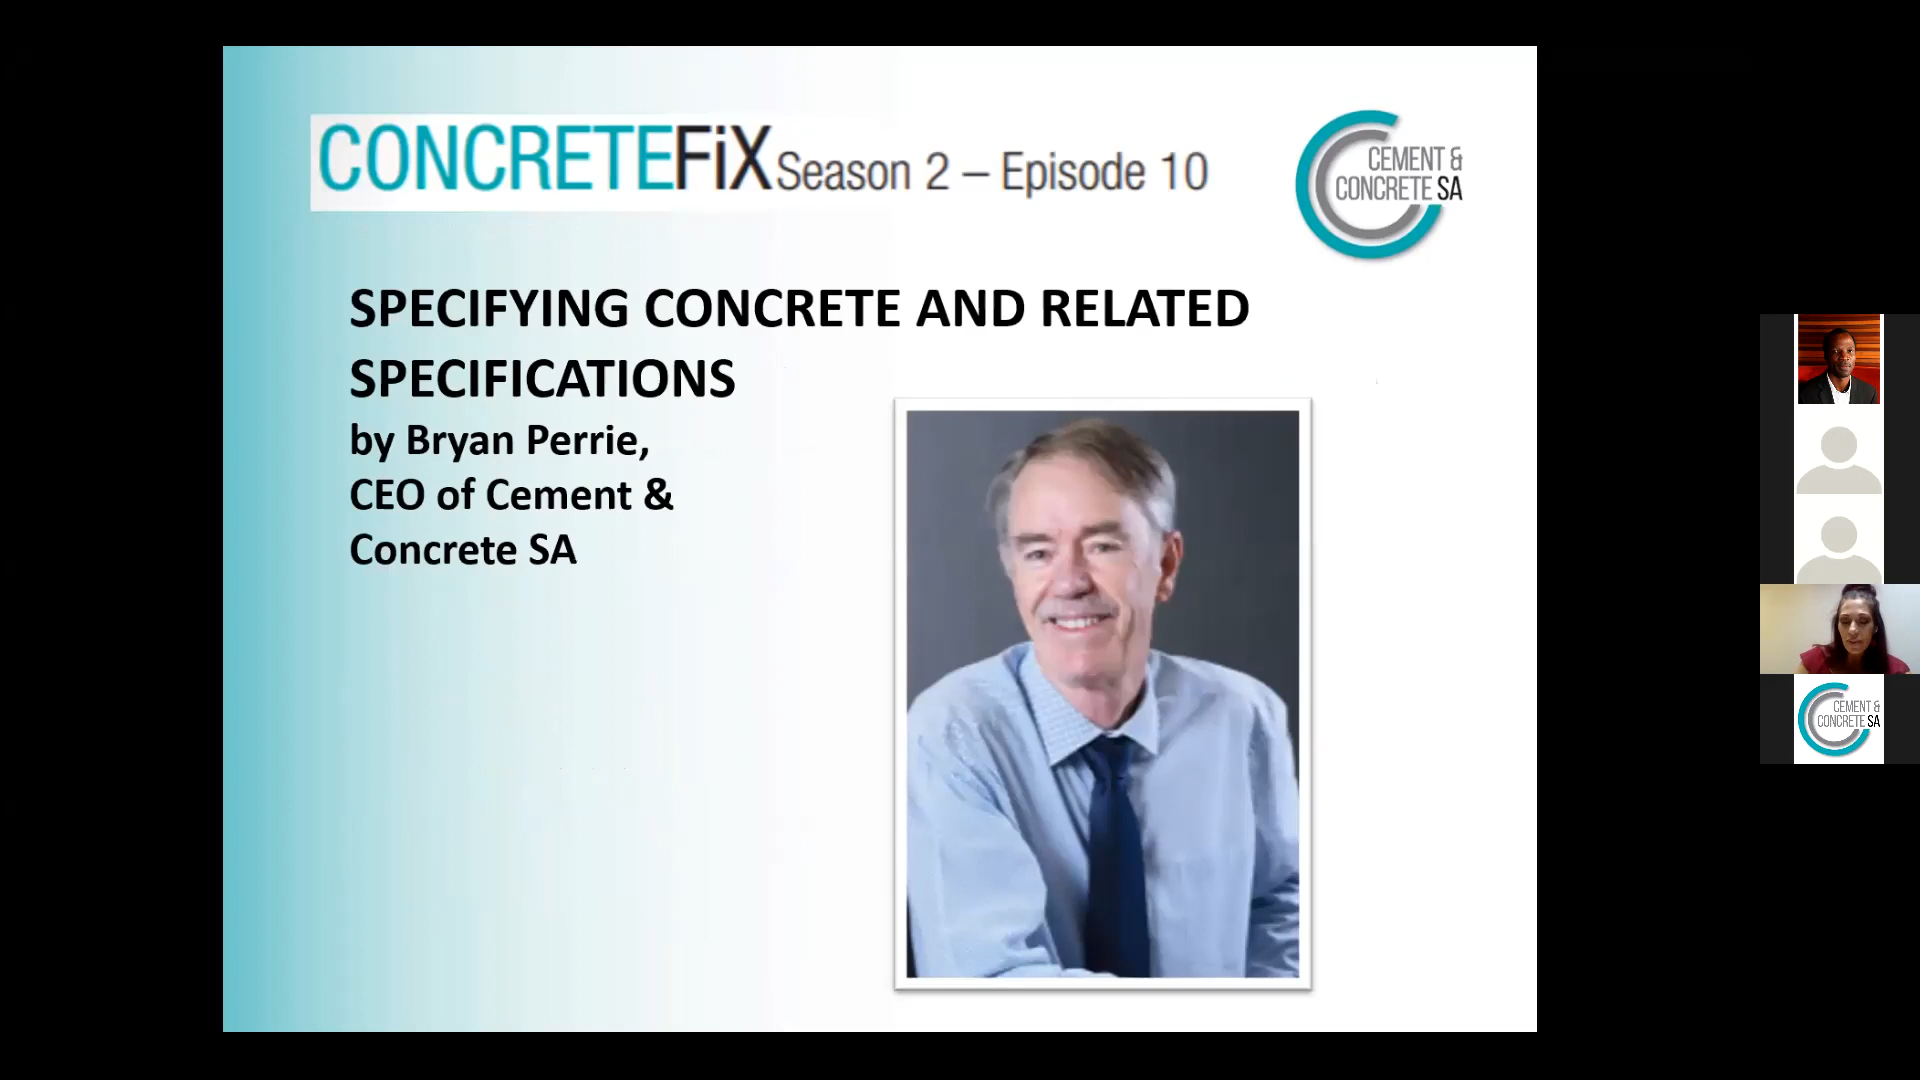 CONCRETEFiX Season 2 – Episode 10
CEMENT &
CONCRETE SA
SPECIFYING CONCRETE AND RELATED
SPECIFICATIONS
by Bryan Perrie,
CEO of Cement &
Concrete SA
CEMENT &
CONCRETE SA